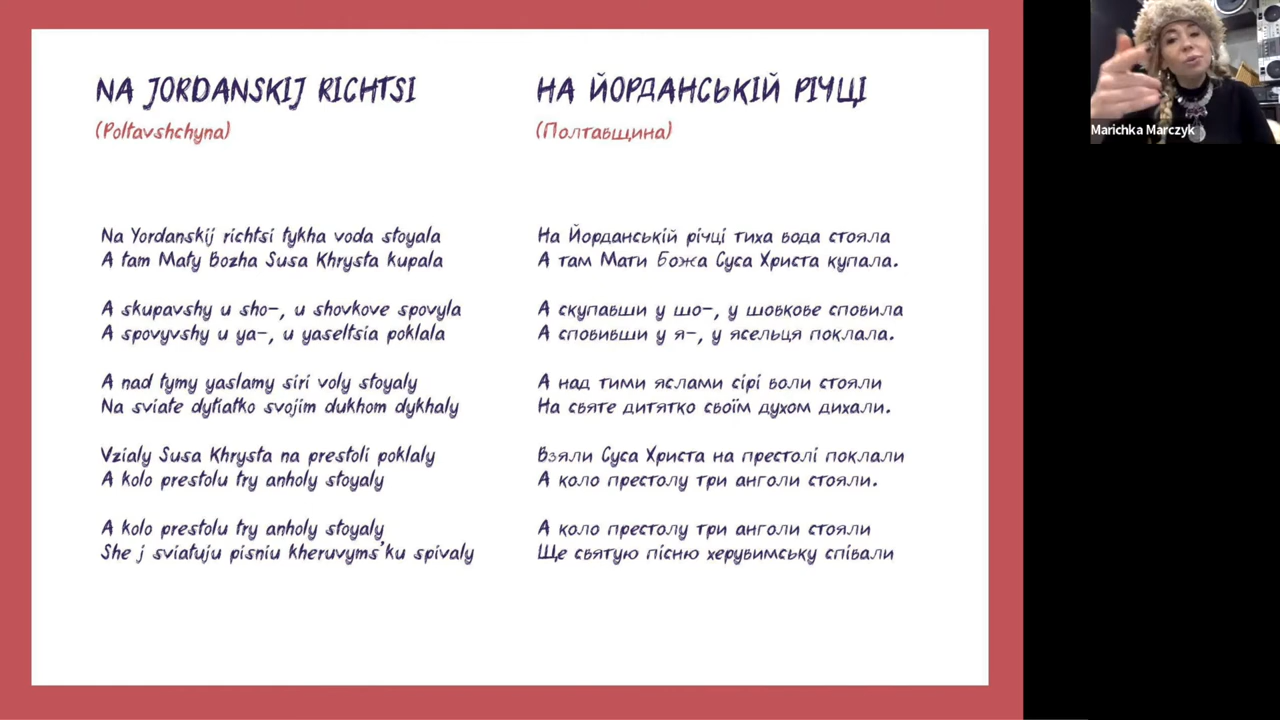 NA JORDANSKIJ RICHTSI
(Poltavshchyna)
Na Yordanskij richtsi tykha voda stoyala
A tam Maty Bozha Susa Khrysta kupala
A skupavshy u sho-, u shovkove spovyla
A spovyvshy u ya-, u yaseltsia poklala
A nad tymy yaslamy siri voly stoyaly
Na sviate dytiatko svojim dukhom dykhaly
Vzialy Susa Khrysta na prestoli poklaly
A kolo prestolu try anholy stoyaly
A kolo prestolu try anholy stoyaly
She j sviatuju pisniu kheruvyms'ku spivaly
НА ЙОРДАНСЬКІЙ РІЧЦІ
(Полтавщина)
На Йорданській річці тиха вода стояла
А там Мати Божа Суса Христа купала.
А скупавши у шо-, у шовкове сповила
А сповивши у я-, у ясельця поклала.
А над тими яслами сірі воли стояли
На святе дитятко своїм духом дихали.
Взяли Суса Христа на престолі поклали
А коло престолу три анголи стояли.
А коло престолу три анголи стояли
Ще святую пісню херувимську співали
Marichka Marczyk